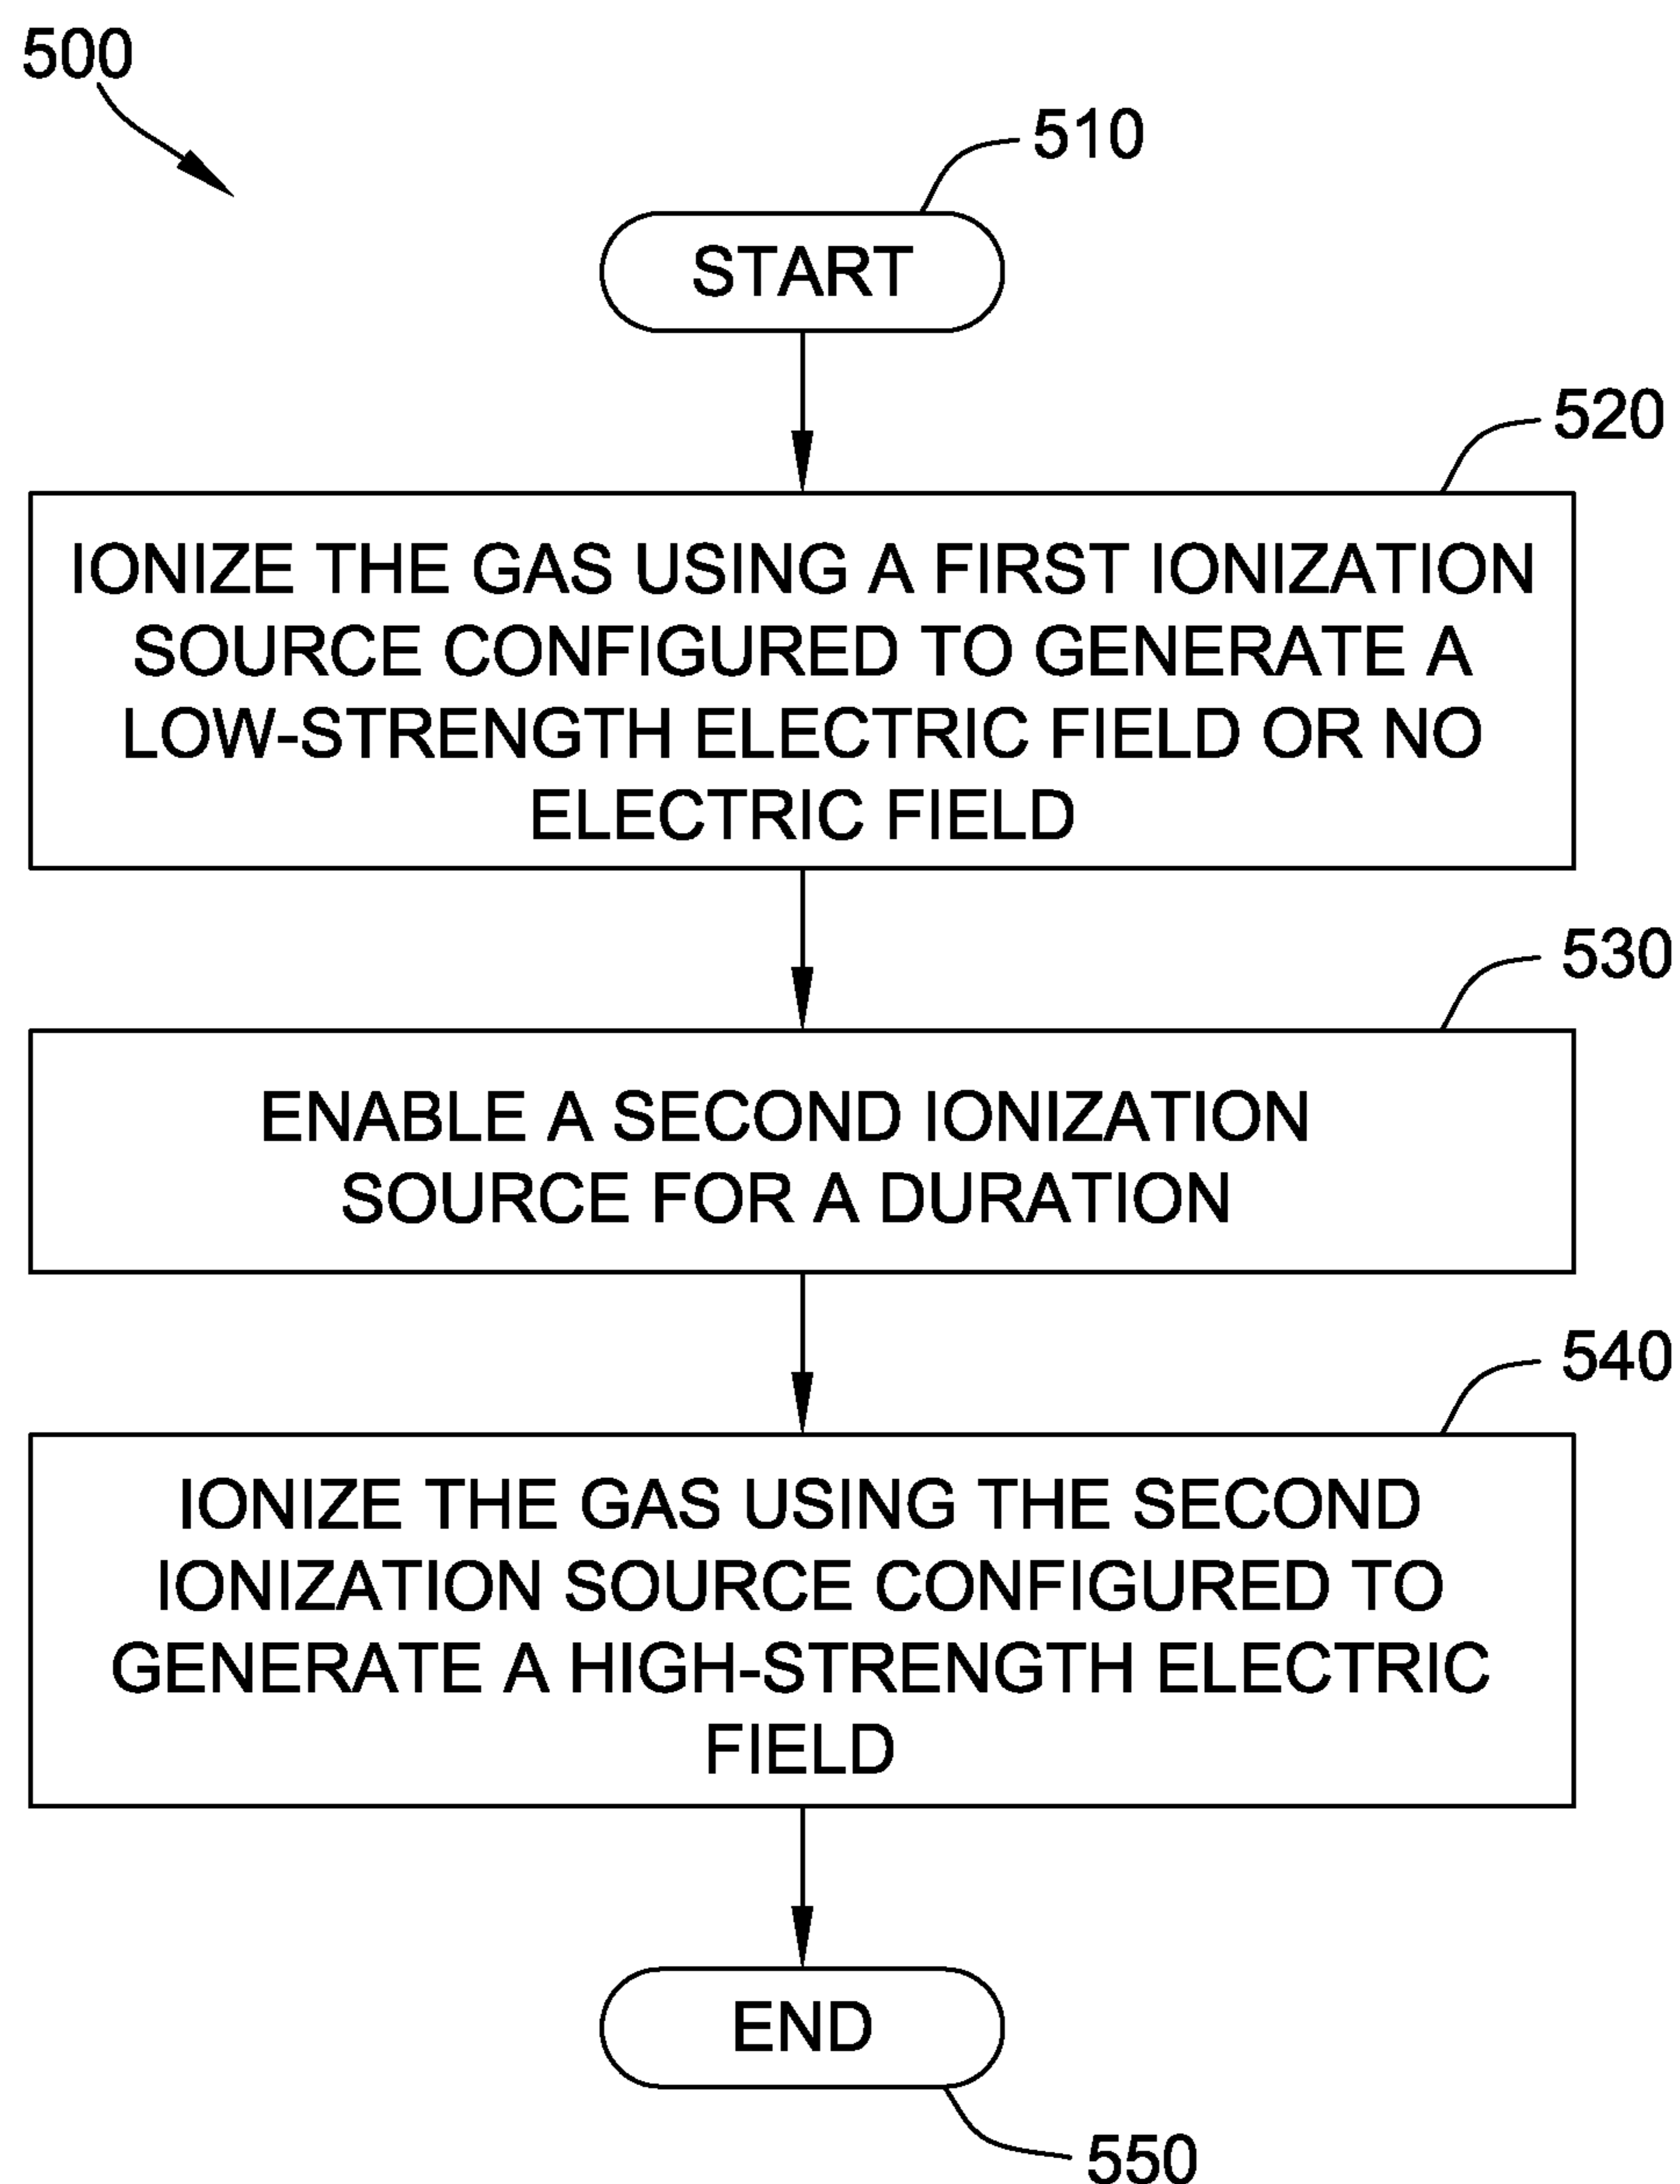 500
510
START
520
IONIZE THE GAS USING A FIRST IONIZATION
SOURCE CONFIGURED TO GENERATE A
LOW-STRENGTH ELECTRIC FIELD OR NO
ELECTRIC FIELD
530
ENABLE A SECOND IONIZATION
SOURCE FOR A DURATION
540
IONIZE THE GAS USING THE SECOND
IONIZATION SOURCE CONFIGURED TO
GENERATE A HIGH-STRENGTH ELECTRIC
FIELD
END
550